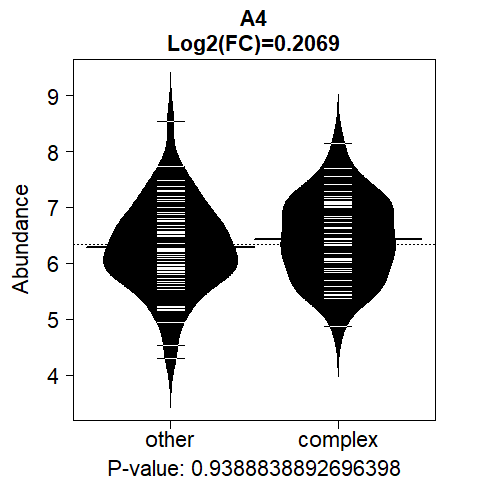 A4
Log2(FC)=0.2069
Abundance
9
8
7
6
5
4
other complex
P-value: 0.9388838892696398